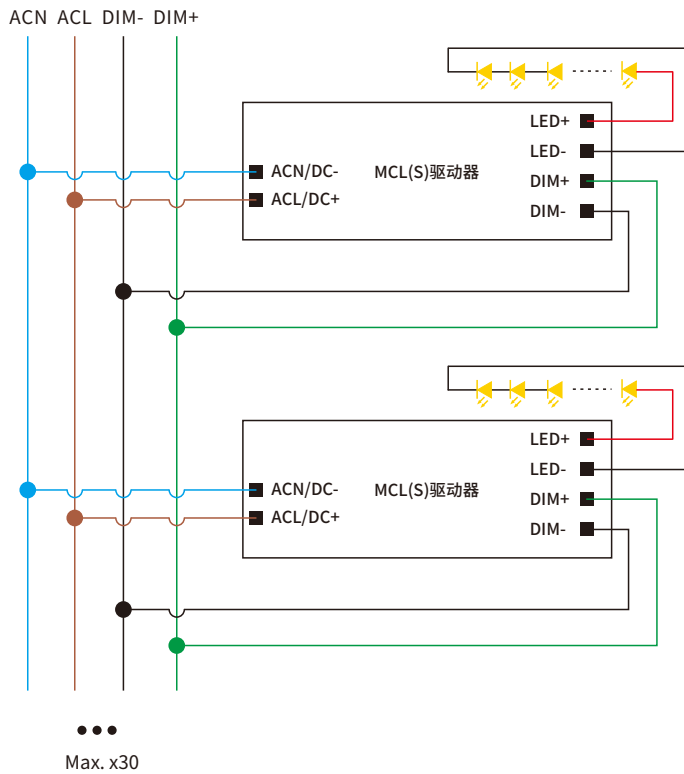 ACN ACL DIM- DIM+
LED+
LED-
ACN/DC- MCL(S)驱动器
DIM+
ACL/DC+
DIM-
LED+
LED-
ACN/DC- MCL(S)驱动器
DIM+
ACL/DC+
DIM-
Max. x30